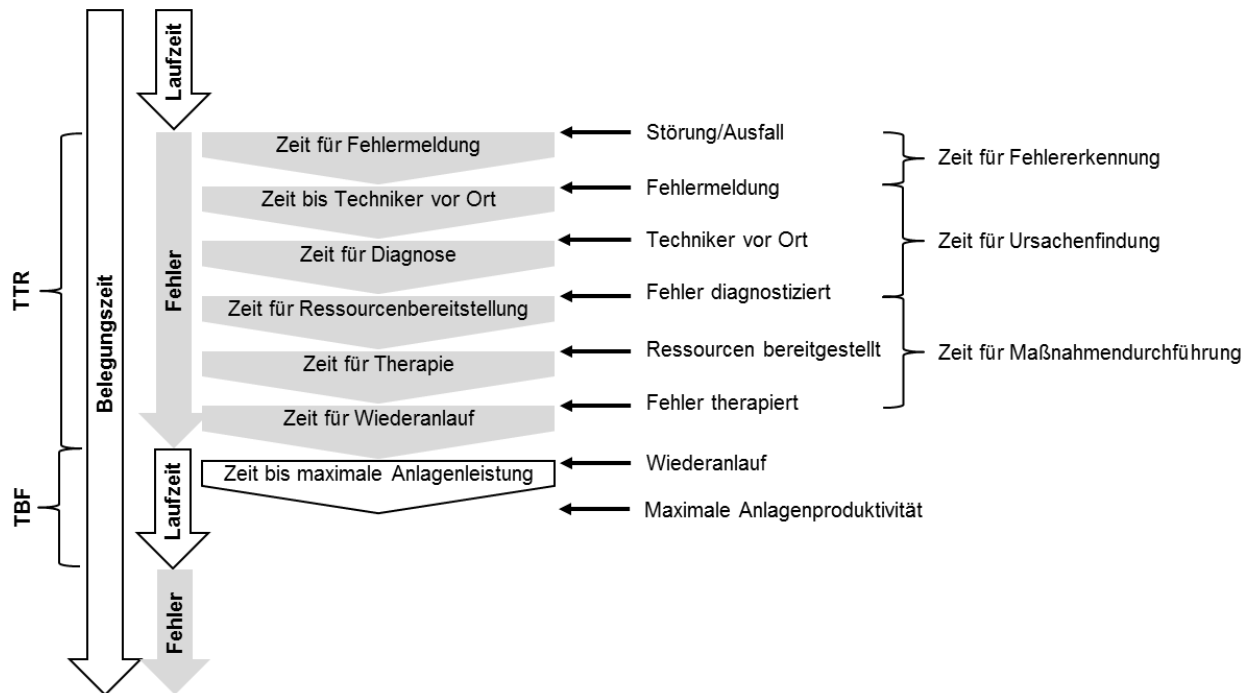 Laufzeit
Störung/Ausfall
Zeit für Fehlermeldung
Zeit für Fehlererkennung
Fehlermeldung
Zeit bis Techniker vor Ort
Techniker vor Ort
Zeit für Ursachenfindung
Zeit für Diagnose
TTR
Belegungszeit
Fehler
Fehler diagnostiziert
Zeit für Ressourcenbereitstellung
Ressourcen bereitgestellt
Zeit für Maßnahmendurchführung
Zeit für Therapie
Fehler therapiert
Zeit für Wiederanlauf
Wiederanlauf
Zeit bis maximale Anlagenleistung
TBF
Laufzeit
Maximale Anlagenproduktivität
Fehler